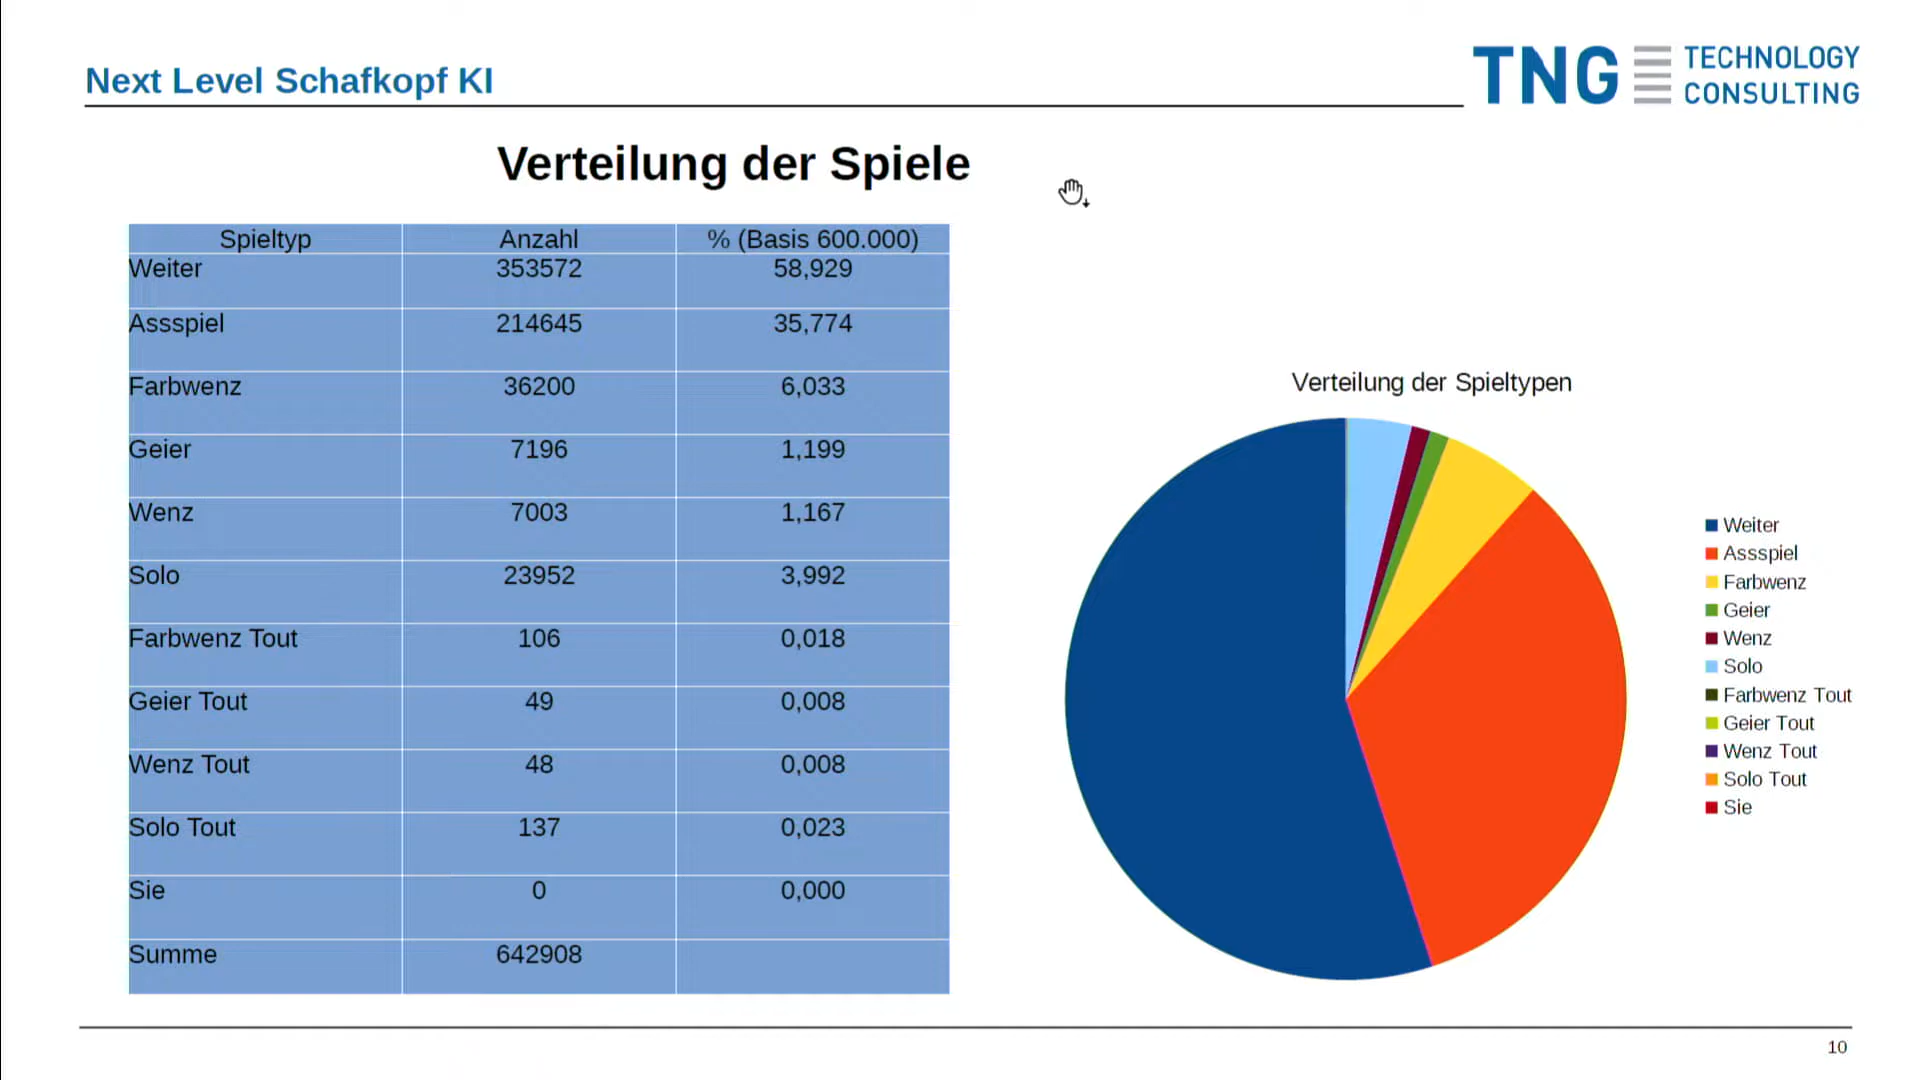 Next Level Schafkopf KI
TNG TECHNOLOGY CONSULTING
Verteilung der Spiele
Spieltyp Anzahl % (Basis 600.000)
Weiter 353572 58,929
Assspiel 214645 35,774
Farbwenz 36200 6,033
Geier 7196 1,199
Wenz 7003 1,167
Solo 23952 3,992
Farbwenz Tout 106 0,018
Geier Tout 49 0,008
Wenz Tout 48 0,008
Solo Tout 137 0,023
Sie 0 0,000
Summe 642908
Verteilung der Spieltypen
Weiter
Assspiel
Farbwenz
Geier
Wenz
Solo
Farbwenz Tout
Geier Tout
Wenz Tout
Solo Tout
Sie
10